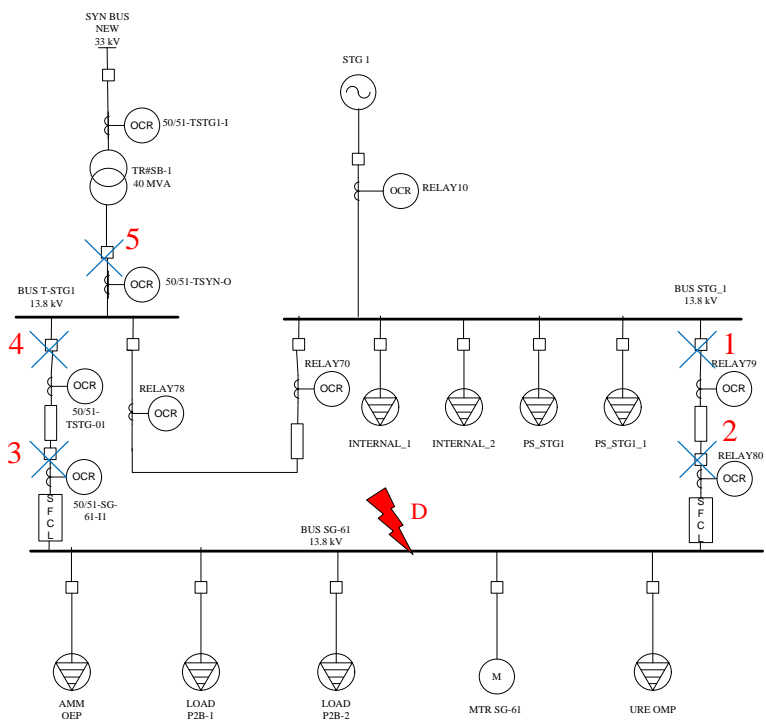 SYN BUS
NEW
33 kV
STG 1
OCR
50/51-TSTG1-I
TR#SB-1
40 MVA
OCR
RELAY10
5
OCR
50/51-TSYN-O
BUS T-STG1
13.8 kV
BUS STG_1
13.8 kV
4
1
OCR
50/51-
TSTG-01
RELAY78
OCR
RELAY70
OCR
INTERNAL_1
INTERNAL_2
PS_STG1
PS_STG1_1
RELAY79
OCR
2
3
OCR
50/51-SG-
61-I1
RELAY80
OCR
S
F
C
L
S
F
C
L
D
BUS SG-61
13.8 kV
AMM
OEP
LOAD
P2B-1
LOAD
P2B-2
M
MTR SG-61
URE OMP